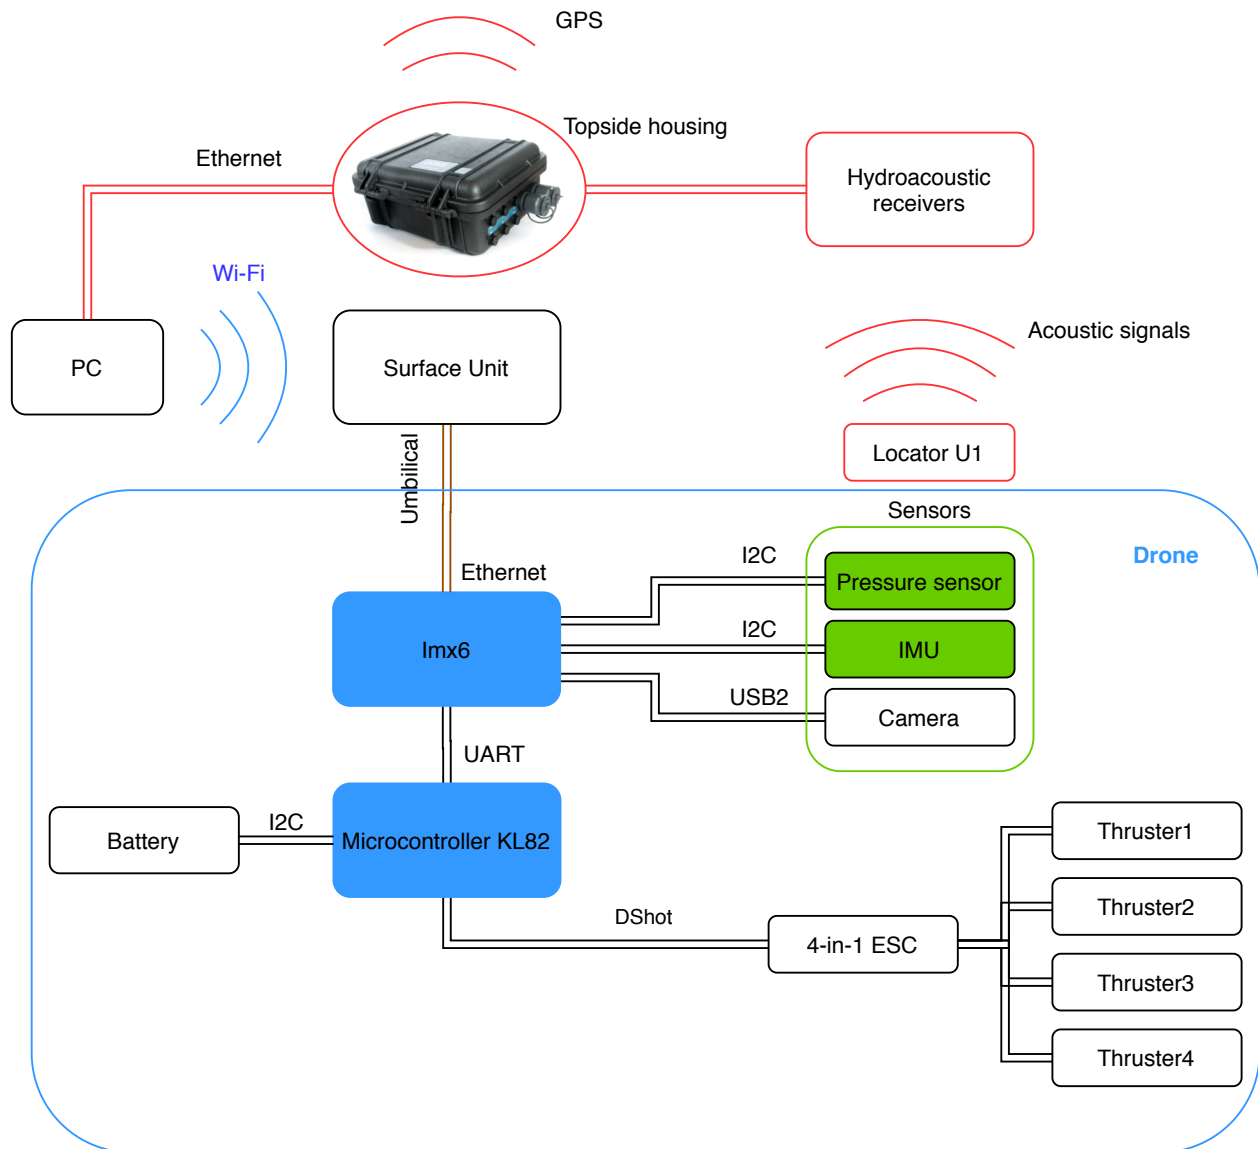 GPS
Topside housing
Ethernet
Hydroacoustic
receivers
Wi-Fi
Acoustic signals
PC
Surface Unit
Locator U1
Umbilical
Sensors
Drone
I2C
Ethernet
Pressure sensor
I2C
Imx6
IMU
USB2
Camera
UART
I2C
Battery
Microcontroller KL82
Thruster1
DShot
Thruster2
4-in-1 ESC
Thruster3
Thruster4